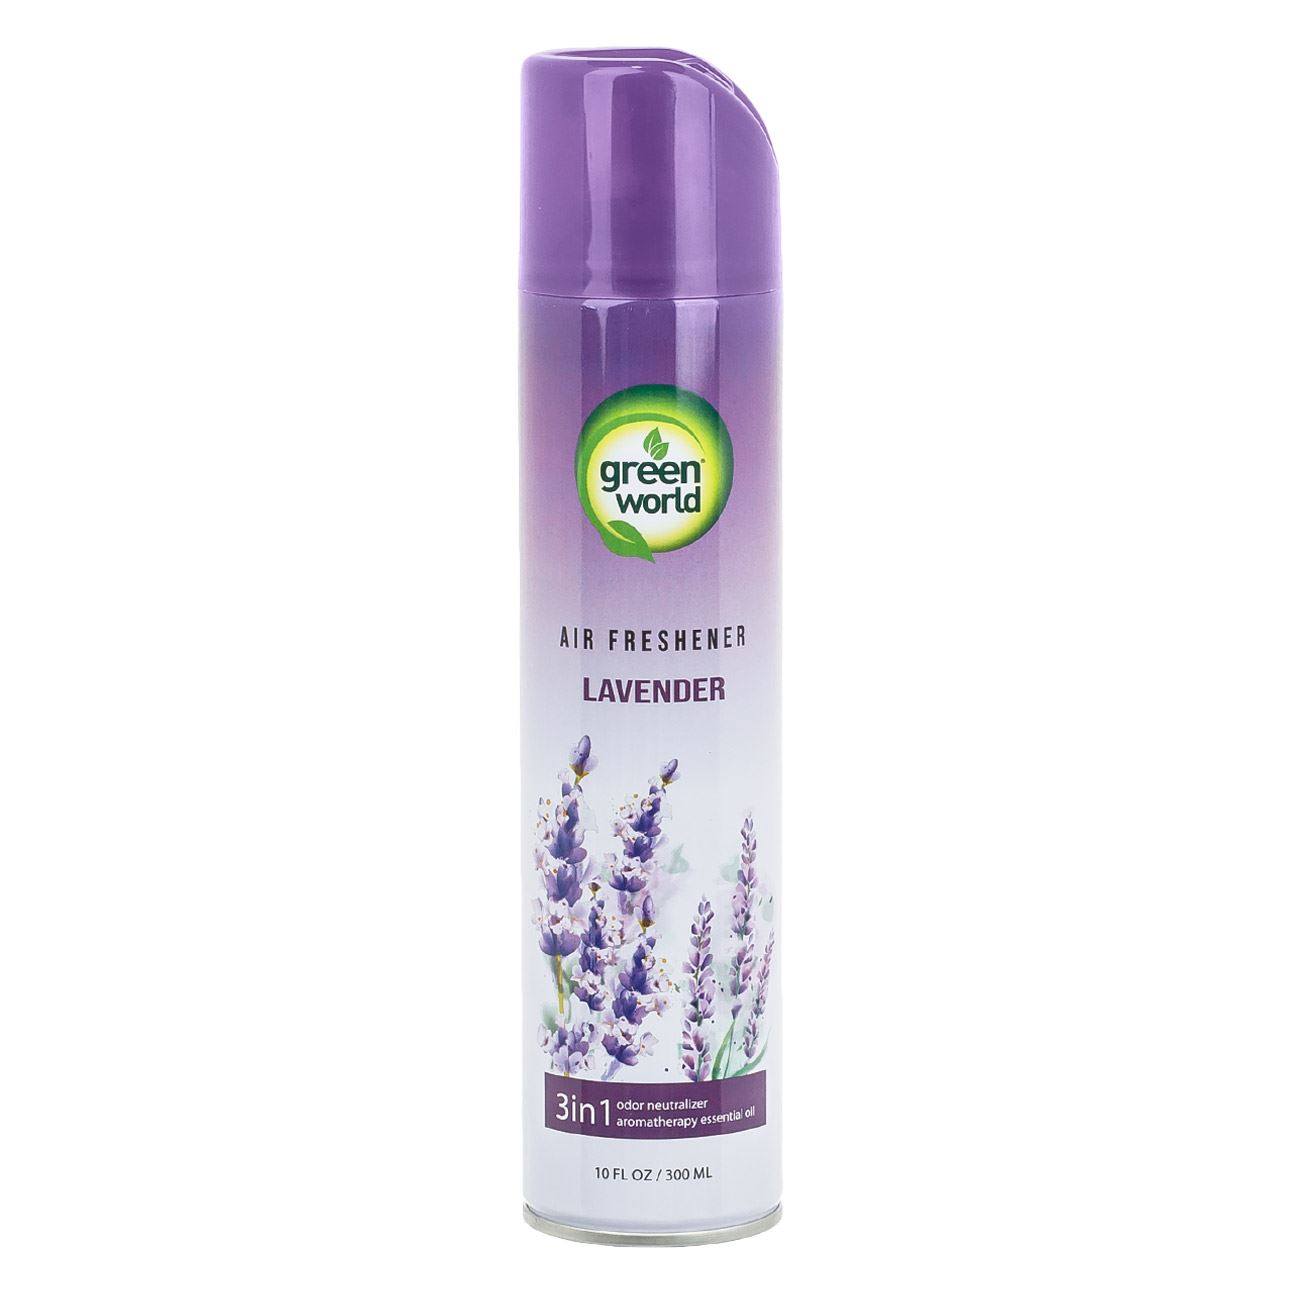 green®
world
AIR FRESHENER
LAVENDER
3in1 odor neutralizer
aromatherapy essential oil
10 FL OZ / 300 ML